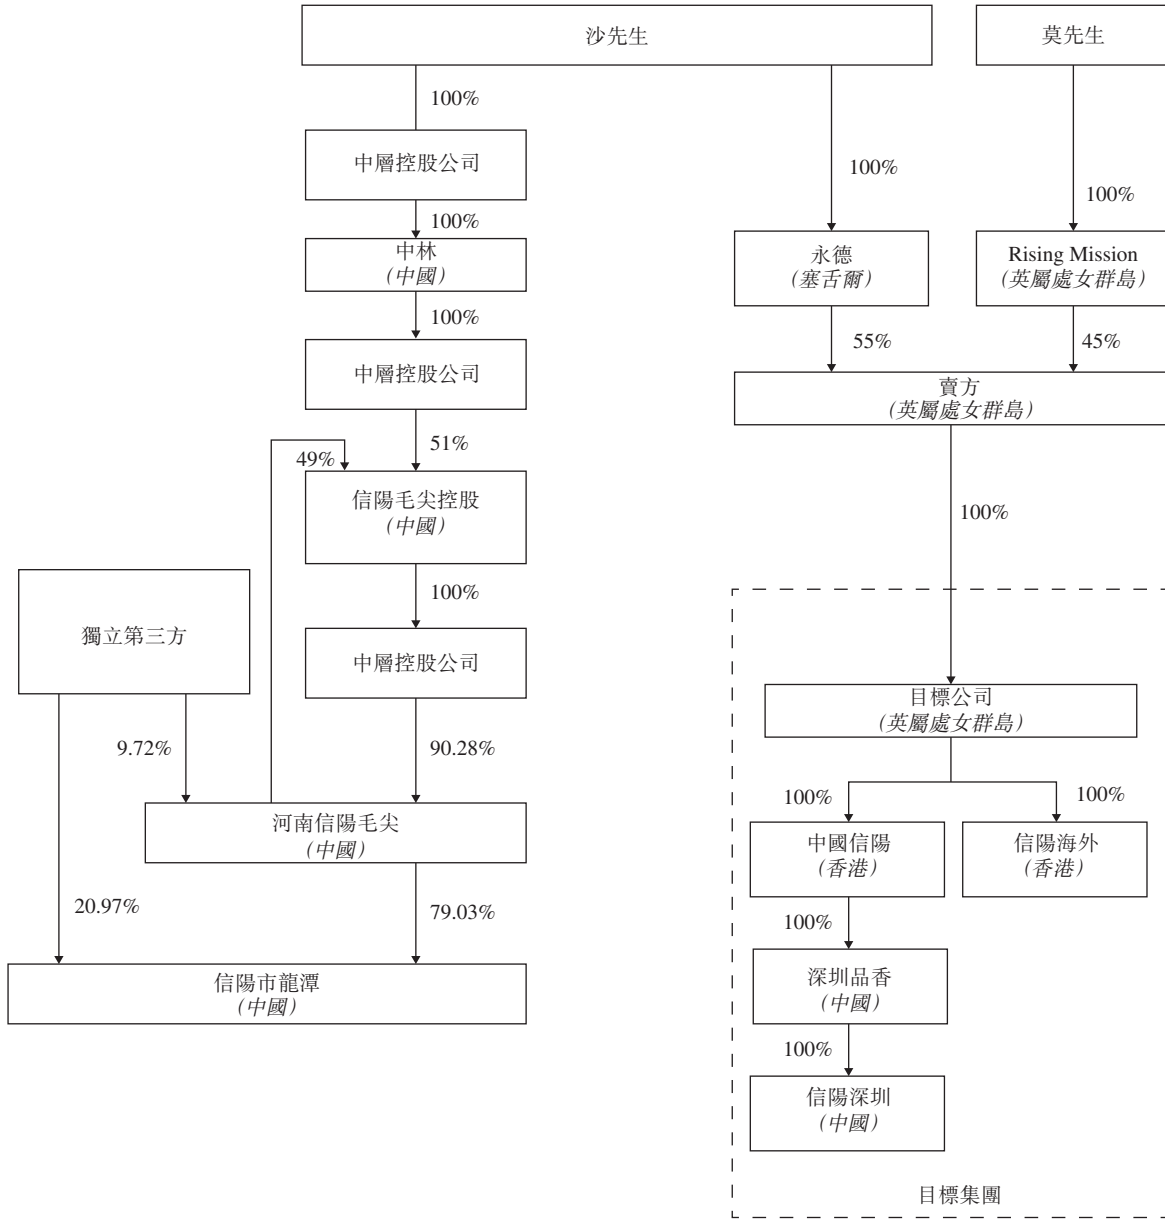 沙先生
莫先生
100%
中層控股公司
100%
100%
100%
中林
(中國)
永德
(塞舌爾)
Rising Mission
(英屬處女群島)
100%
55%
45%
中層控股公司
賣方
(英屬處女群島)
51%
49%
信陽毛尖控股
(中國)
100%
100%
獨立第三方
中層控股公司
目標公司
(英屬處女群島)
9.72%
90.28%
100%
100%
河南信陽毛尖
(中國)
中國信陽
(香港)
信陽海外
(香港)
20.97%
79.03%
100%
信陽市龍潭
(中國)
深圳品香
(中國)
100%
信陽深圳
(中國)
目標集團